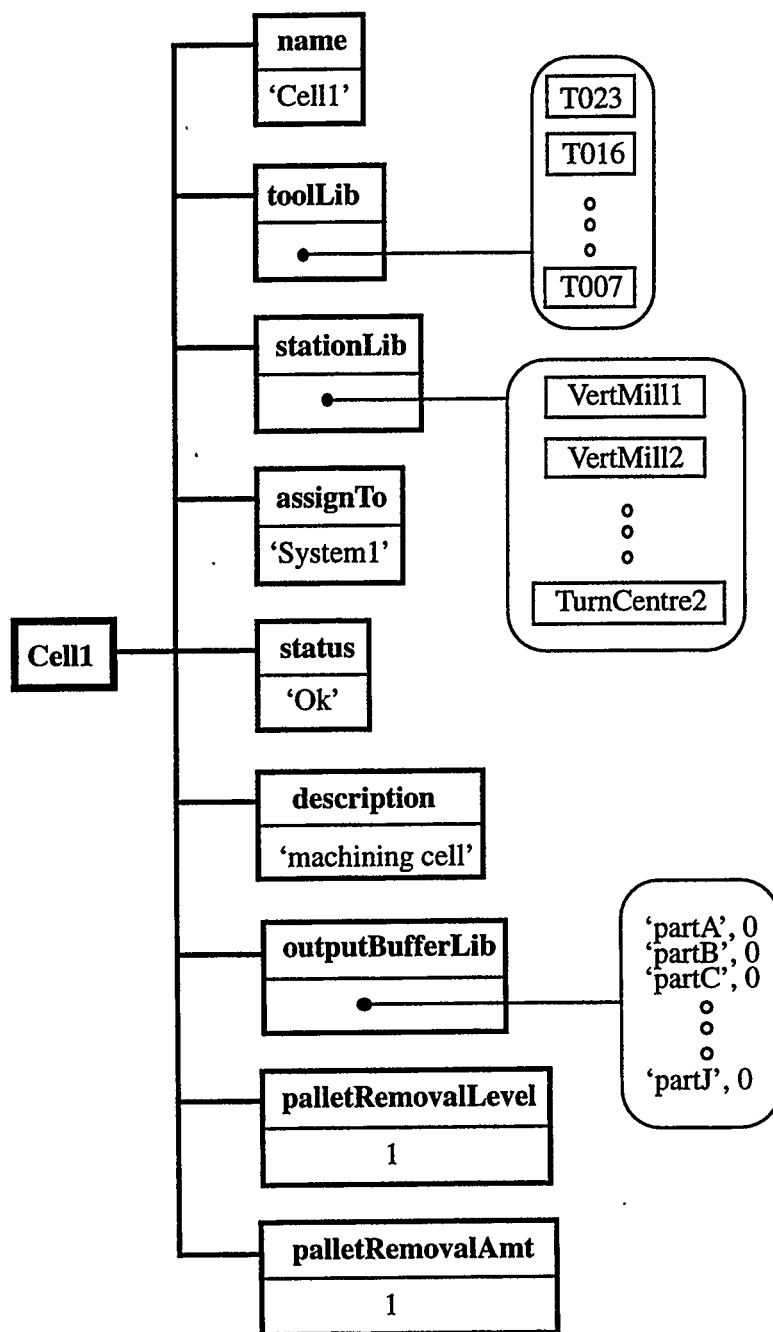 name
‘Cell1’
toolLib
T023
T016
T007
stationLib
VertMill1
VertMill2
TurnCentre2
assignTo
‘System1’
Cell1
status
‘Ok’
description
‘machining cell’
outputBufferLib
‘partA’, 0
‘partB’, 0
‘partC’, 0
‘partJ’, 0
palletRemovalLevel
1
palletRemovalAmt
1